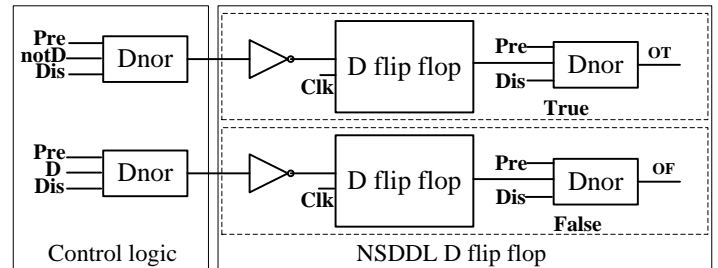 Pre
notD
Dis
Dnor
D flip flop
Clk
Pre
Dis
Dnor
OT
True
Pre
D
Dis
Dnor
D flip flop
Clk
Pre
Dis
Dnor
OF
False
Control logic
NSDDL D flip flop